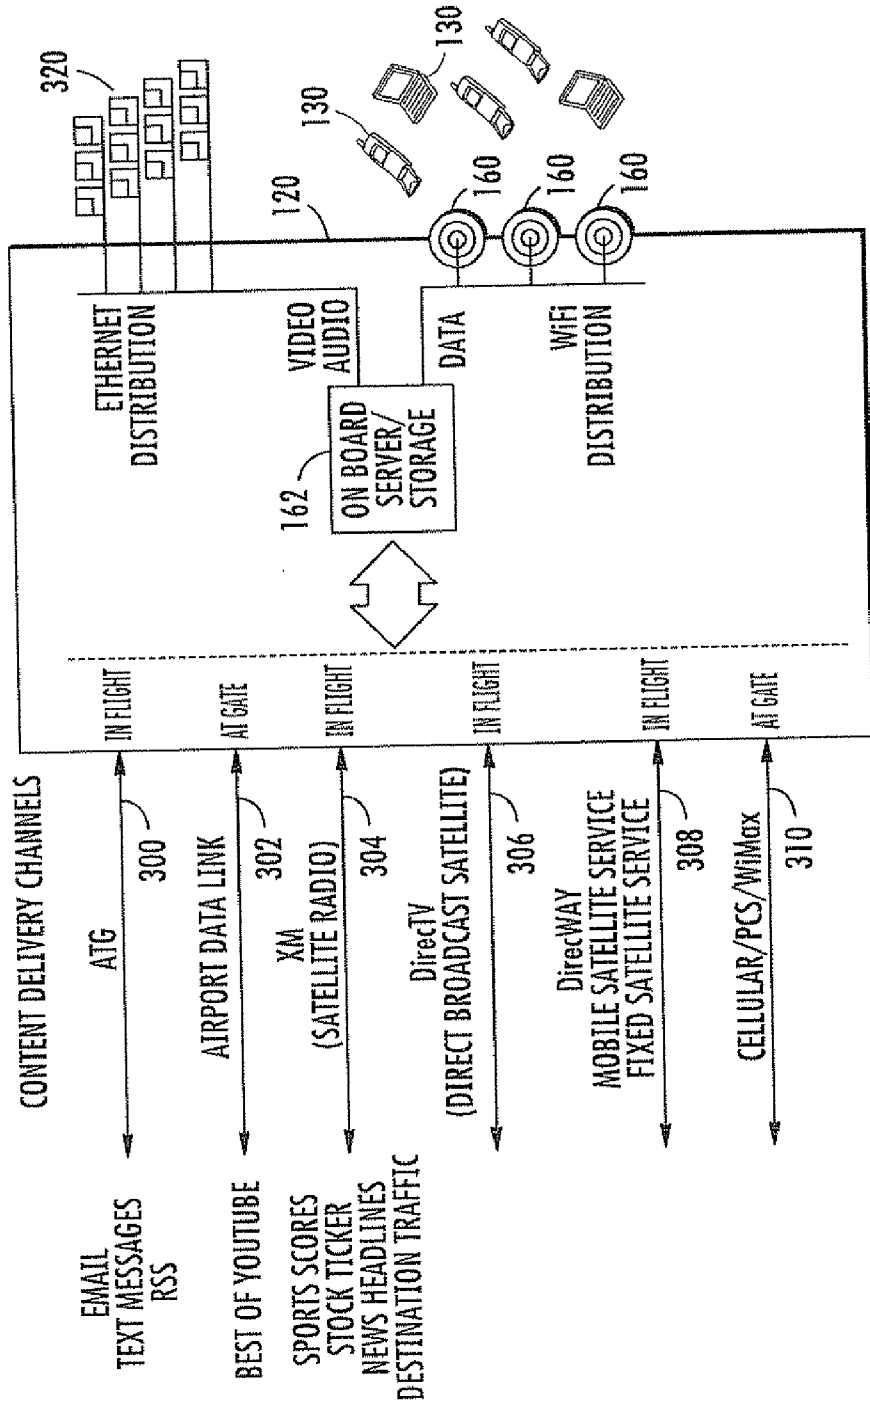 CONTENT DELIVERY CHANNELS
EMAIL
TEXT MESSAGES
RSS
ATG
300
IN FLIGHT
BEST OF YOUTUBE
AIRPORT DATA LINK
302
AT GATE
SPORTS SCORES
STOCK TICKER
NEWS HEADLINES
DESTINATION TRAFFIC
XM
(SATELLITE RADIO)
304
IN FLIGHT
DirecTV
(DIRECT BROADCAST SATELLITE)
306
IN FLIGHT
DirecWAY
MOBILE SATELLITE SERVICE
FIXED SATELLITE SERVICE
308
IN FLIGHT
CELLULAR/PCS/WiMax
310
AT GATE
162
ON BOARD
SERVER/
STORAGE
ETHERNET
DISTRIBUTION
VIDEO
AUDIO
DATA
WiFi
DISTRIBUTION
320
120
130
130
160
160
160